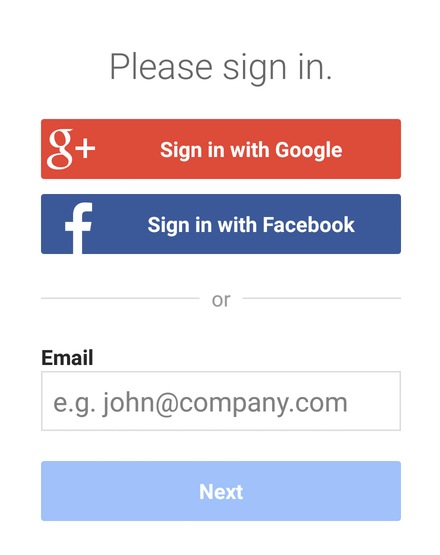 Please sign in.
g+ Sign in with Google
f Sign in with Facebook
or
Email
e.g. john@company.com
Next